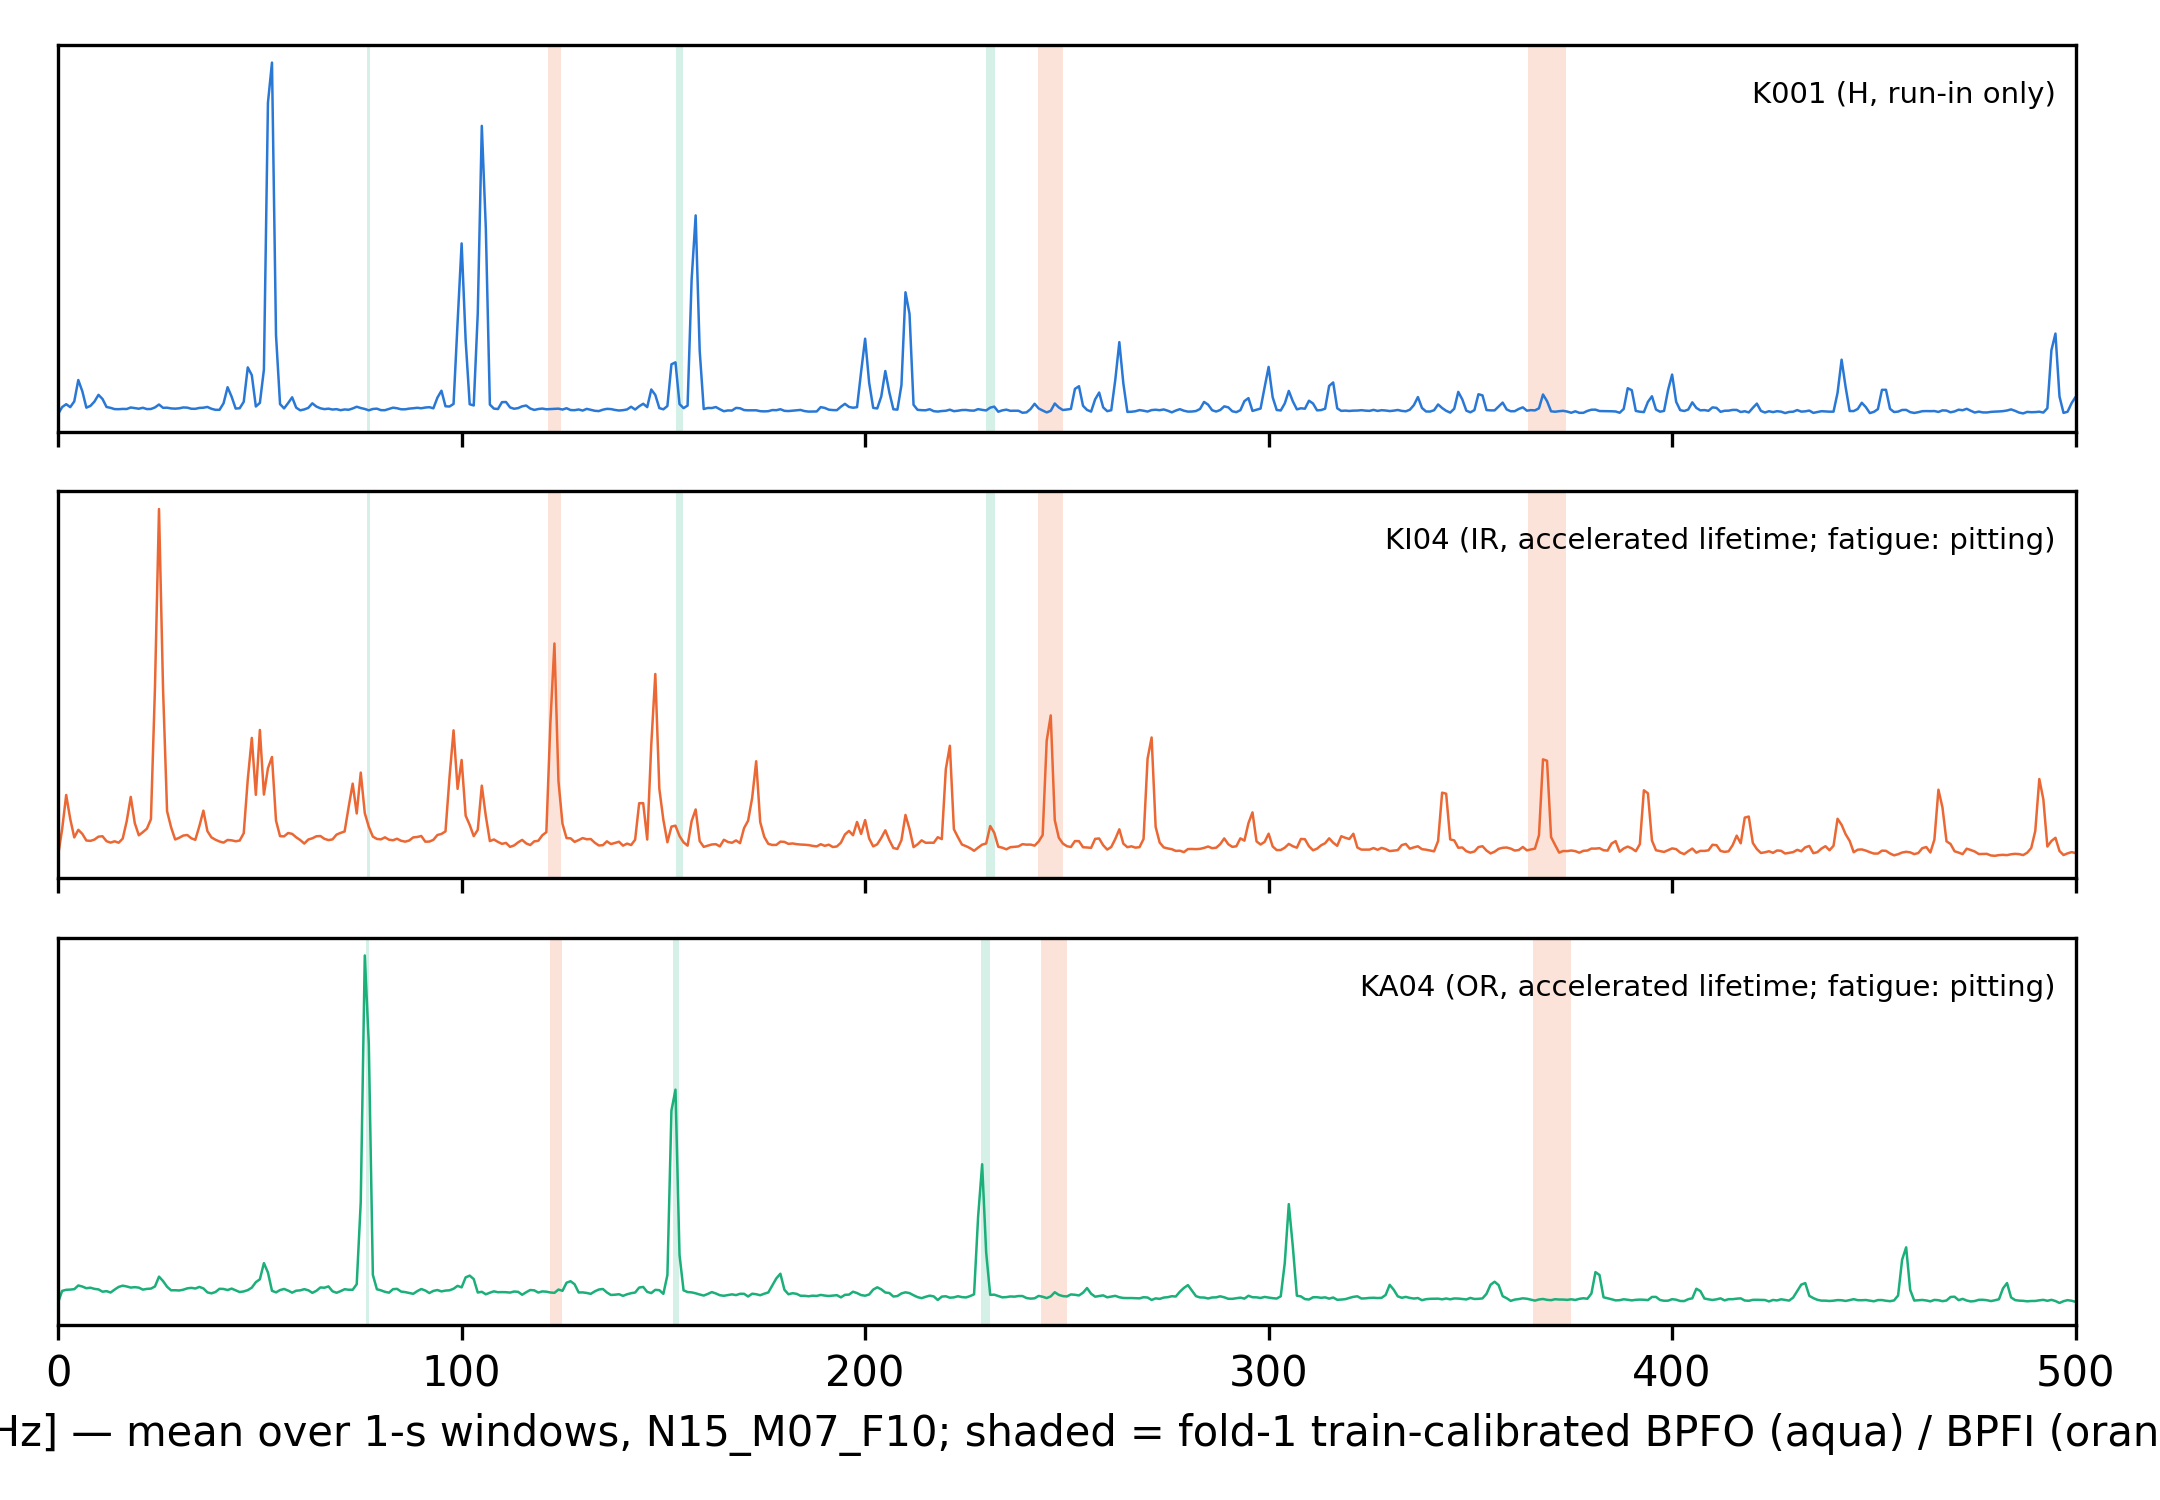 K001 (H, run-in only)
KI04 (IR, accelerated lifetime; fatigue: pitting)
KA04 (OR, accelerated lifetime; fatigue: pitting)
0 100 200 300 400 500
Hz] — mean over 1-s windows, N15_M07_F10; shaded = fold-1 train-calibrated BPFO (aqua) / BPFI (oran